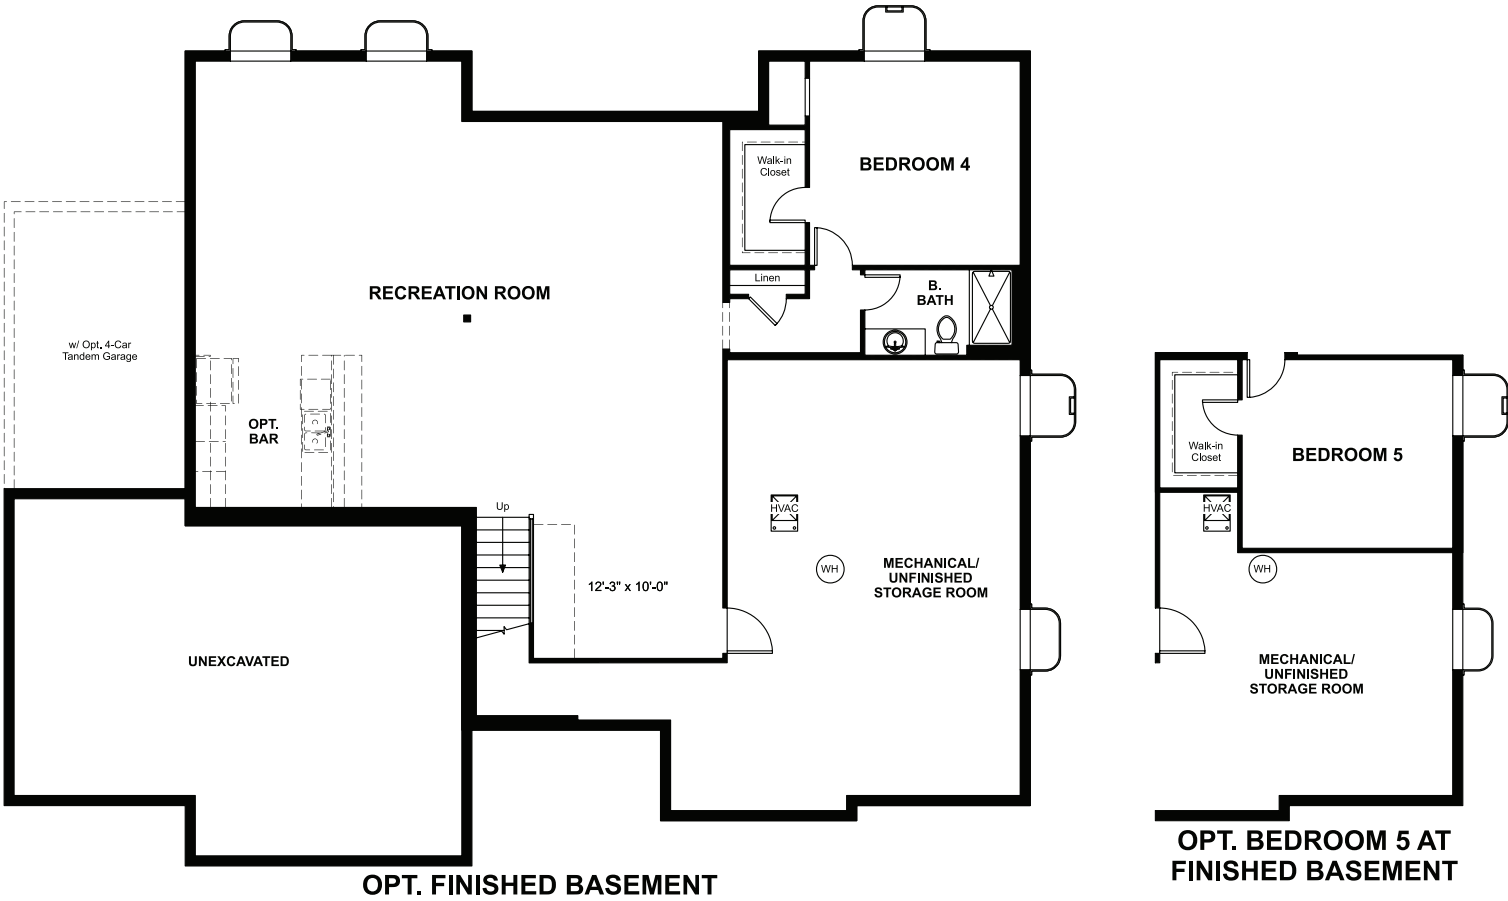 Walk-in
Closet
BEDROOM 4
Linen
B.
BATH
RECREATION ROOM
w/ Opt. 4-Car
Tandem Garage
OPT.
BAR
Up
HVAC
WH
MECHANICAL/
UNFINISHED
STORAGE ROOM
12'-3" x 10'-0"
UNEXCAVATED
OPT. FINISHED BASEMENT
Walk-in
Closet
BEDROOM 5
HVAC
WH
MECHANICAL/
UNFINISHED
STORAGE ROOM
OPT. BEDROOM 5 AT
FINISHED BASEMENT